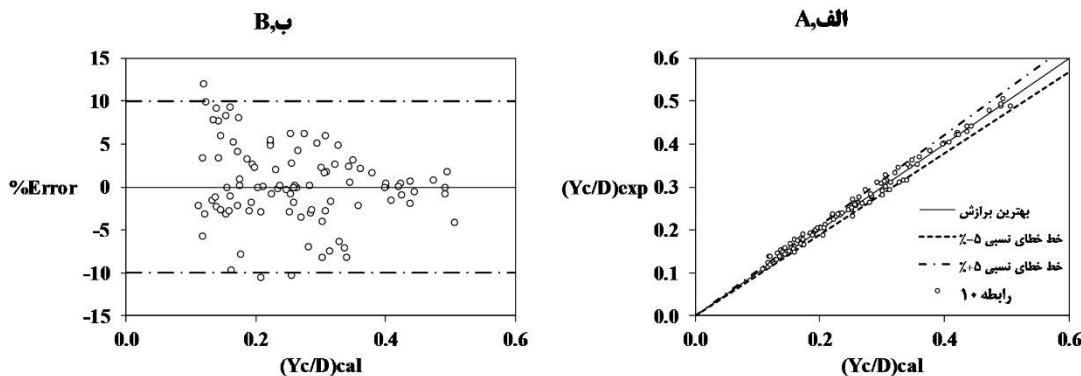 B,ب
%Error
15
10
5
0
-5
-10
-15
0.0 0.2 0.4 0.6
(Yc/D)cal
A,الف
(Yc/D)exp
0.6
0.5
0.4
0.3
0.2
0.1
0.0
0.0 0.2 0.4 0.6
(Yc/D)cal
بهترین برازش
خط خطای نسبی ۵-%
خط خطای نسبی ۵+%
رابطه ۱۰